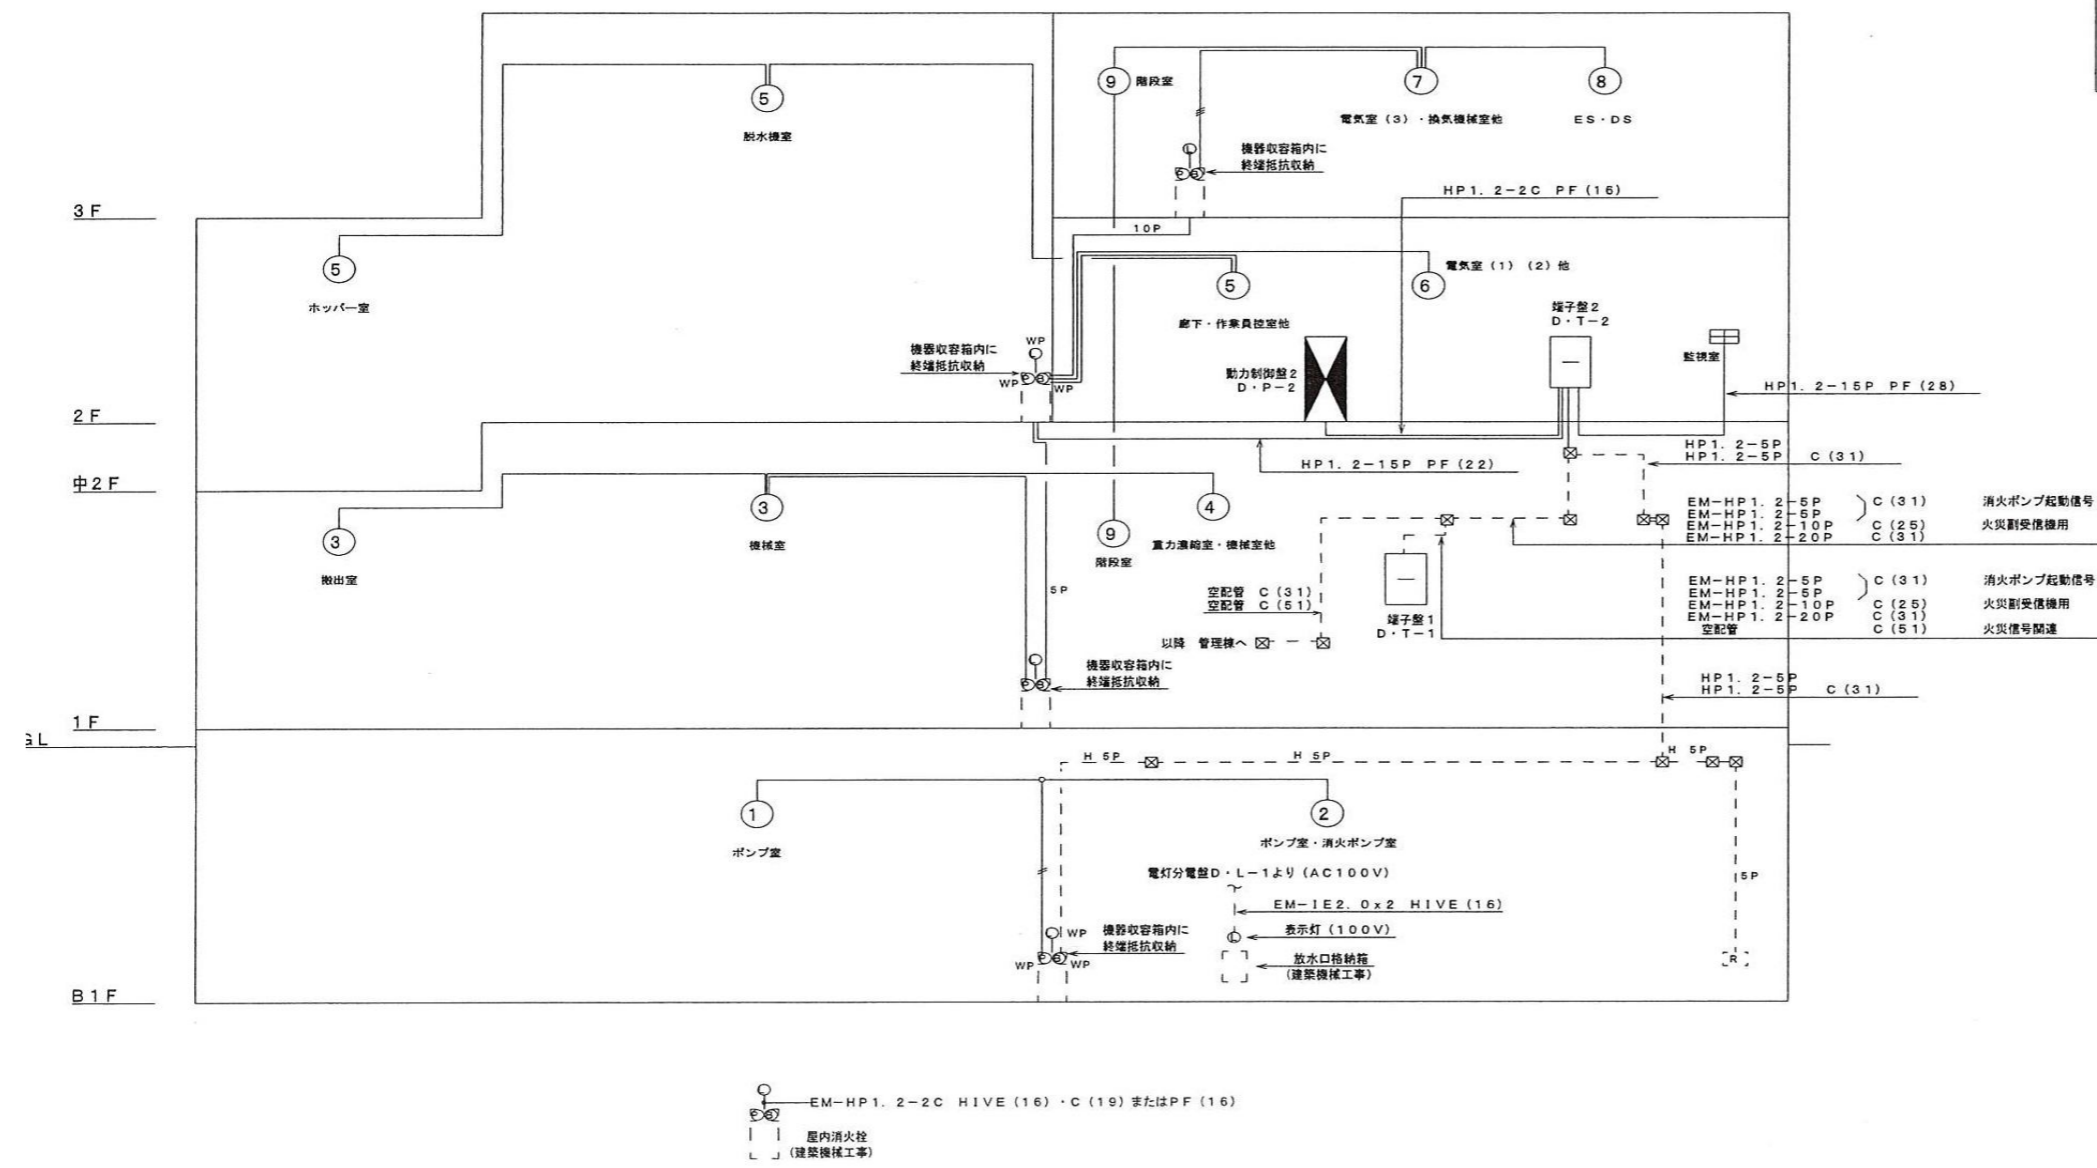 ⑨ 階段室
⑦
⑧
⑤
脱水機室
電気室(3)・換気機械室他
ES・DS
機器収容箱内に
終端抵抗収納
HP1.2-2C PF(16)
3F
10P
⑤
ホッパー室
⑤
廊下・作業員控室他
⑥
電気室(1)(2)他
端子盤2
D・T-2
監視室
WP
機器収容箱内に
終端抵抗収納
WP
WP
動力制御盤2
D・P-2
HP1.2-15P PF(28)
2F
HP1.2-5P
HP1.2-5P C(31)
HP1.2-15P PF(22)
中2F
③
搬出室
③
機械室
④
重力濃縮室・機械室他
⑨
階段室
EM-HP1.2-5P
EM-HP1.2-5P C(31) 消火ポンプ起動信号
EM-HP1.2-10P C(25) 火災副受信機用
EM-HP1.2-20P C(31)
5P
空配管 C(31)
空配管 C(51)
端子盤1
D・T-1
EM-HP1.2-5P
EM-HP1.2-5P C(31) 消火ポンプ起動信号
EM-HP1.2-10P C(25) 火災副受信機用
EM-HP1.2-20P C(31)
空配管 C(51) 火災信号関連
以降 管理棟へ
機器収容箱内に
終端抵抗収納
HP1.2-5P
HP1.2-5P C(31)
1F
GL
H 5P
H 5P
H 5P
①
ポンプ室
②
ポンプ室・消火ポンプ室
電灯分電盤D・L-1より(AC100V)
EM-IE2.0x2 HIVE(16)
5P
WP
機器収容箱内に
終端抵抗収納
WP
WP
表示灯(100V)
放水口格納箱
(建築機械工事)
R
B1F
EM-HP1.2-2C HIVE(16)・C(19)またはPF(16)
屋内消火栓
(建築機械工事)